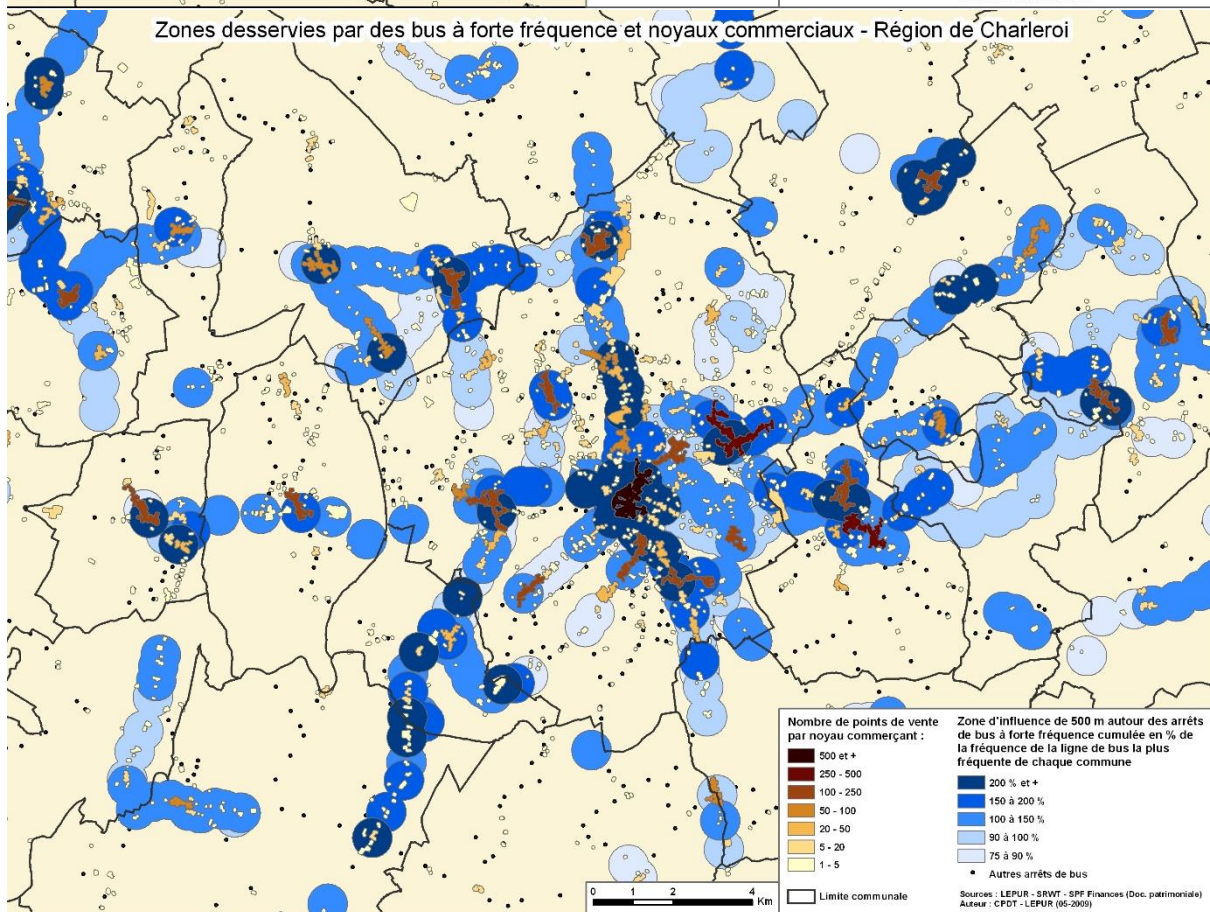 Zones desservies par des bus à forte fréquence et noyaux commerciaux - Région de Charleroi
Nombre de points de vente
par noyau commerçant :
500 et +
250 - 500
100 - 250
50 - 100
20 - 50
5 - 20
1 - 5
Limite communale
Zone d'influence de 500 m autour des arrêts
de bus à forte fréquence cumulée en % de
la fréquence de la ligne de bus la plus
fréquente de chaque commune
200 % et +
150 à 200 %
100 à 150 %
90 à 100 %
75 à 90 %
Autres arrêts de bus
0 1 2 4
Km
Sources : LEPUR - SRWT - SPF Finances (Doc. patrimoniale)
Auteur : CPDT - LEPUR (05-2009)